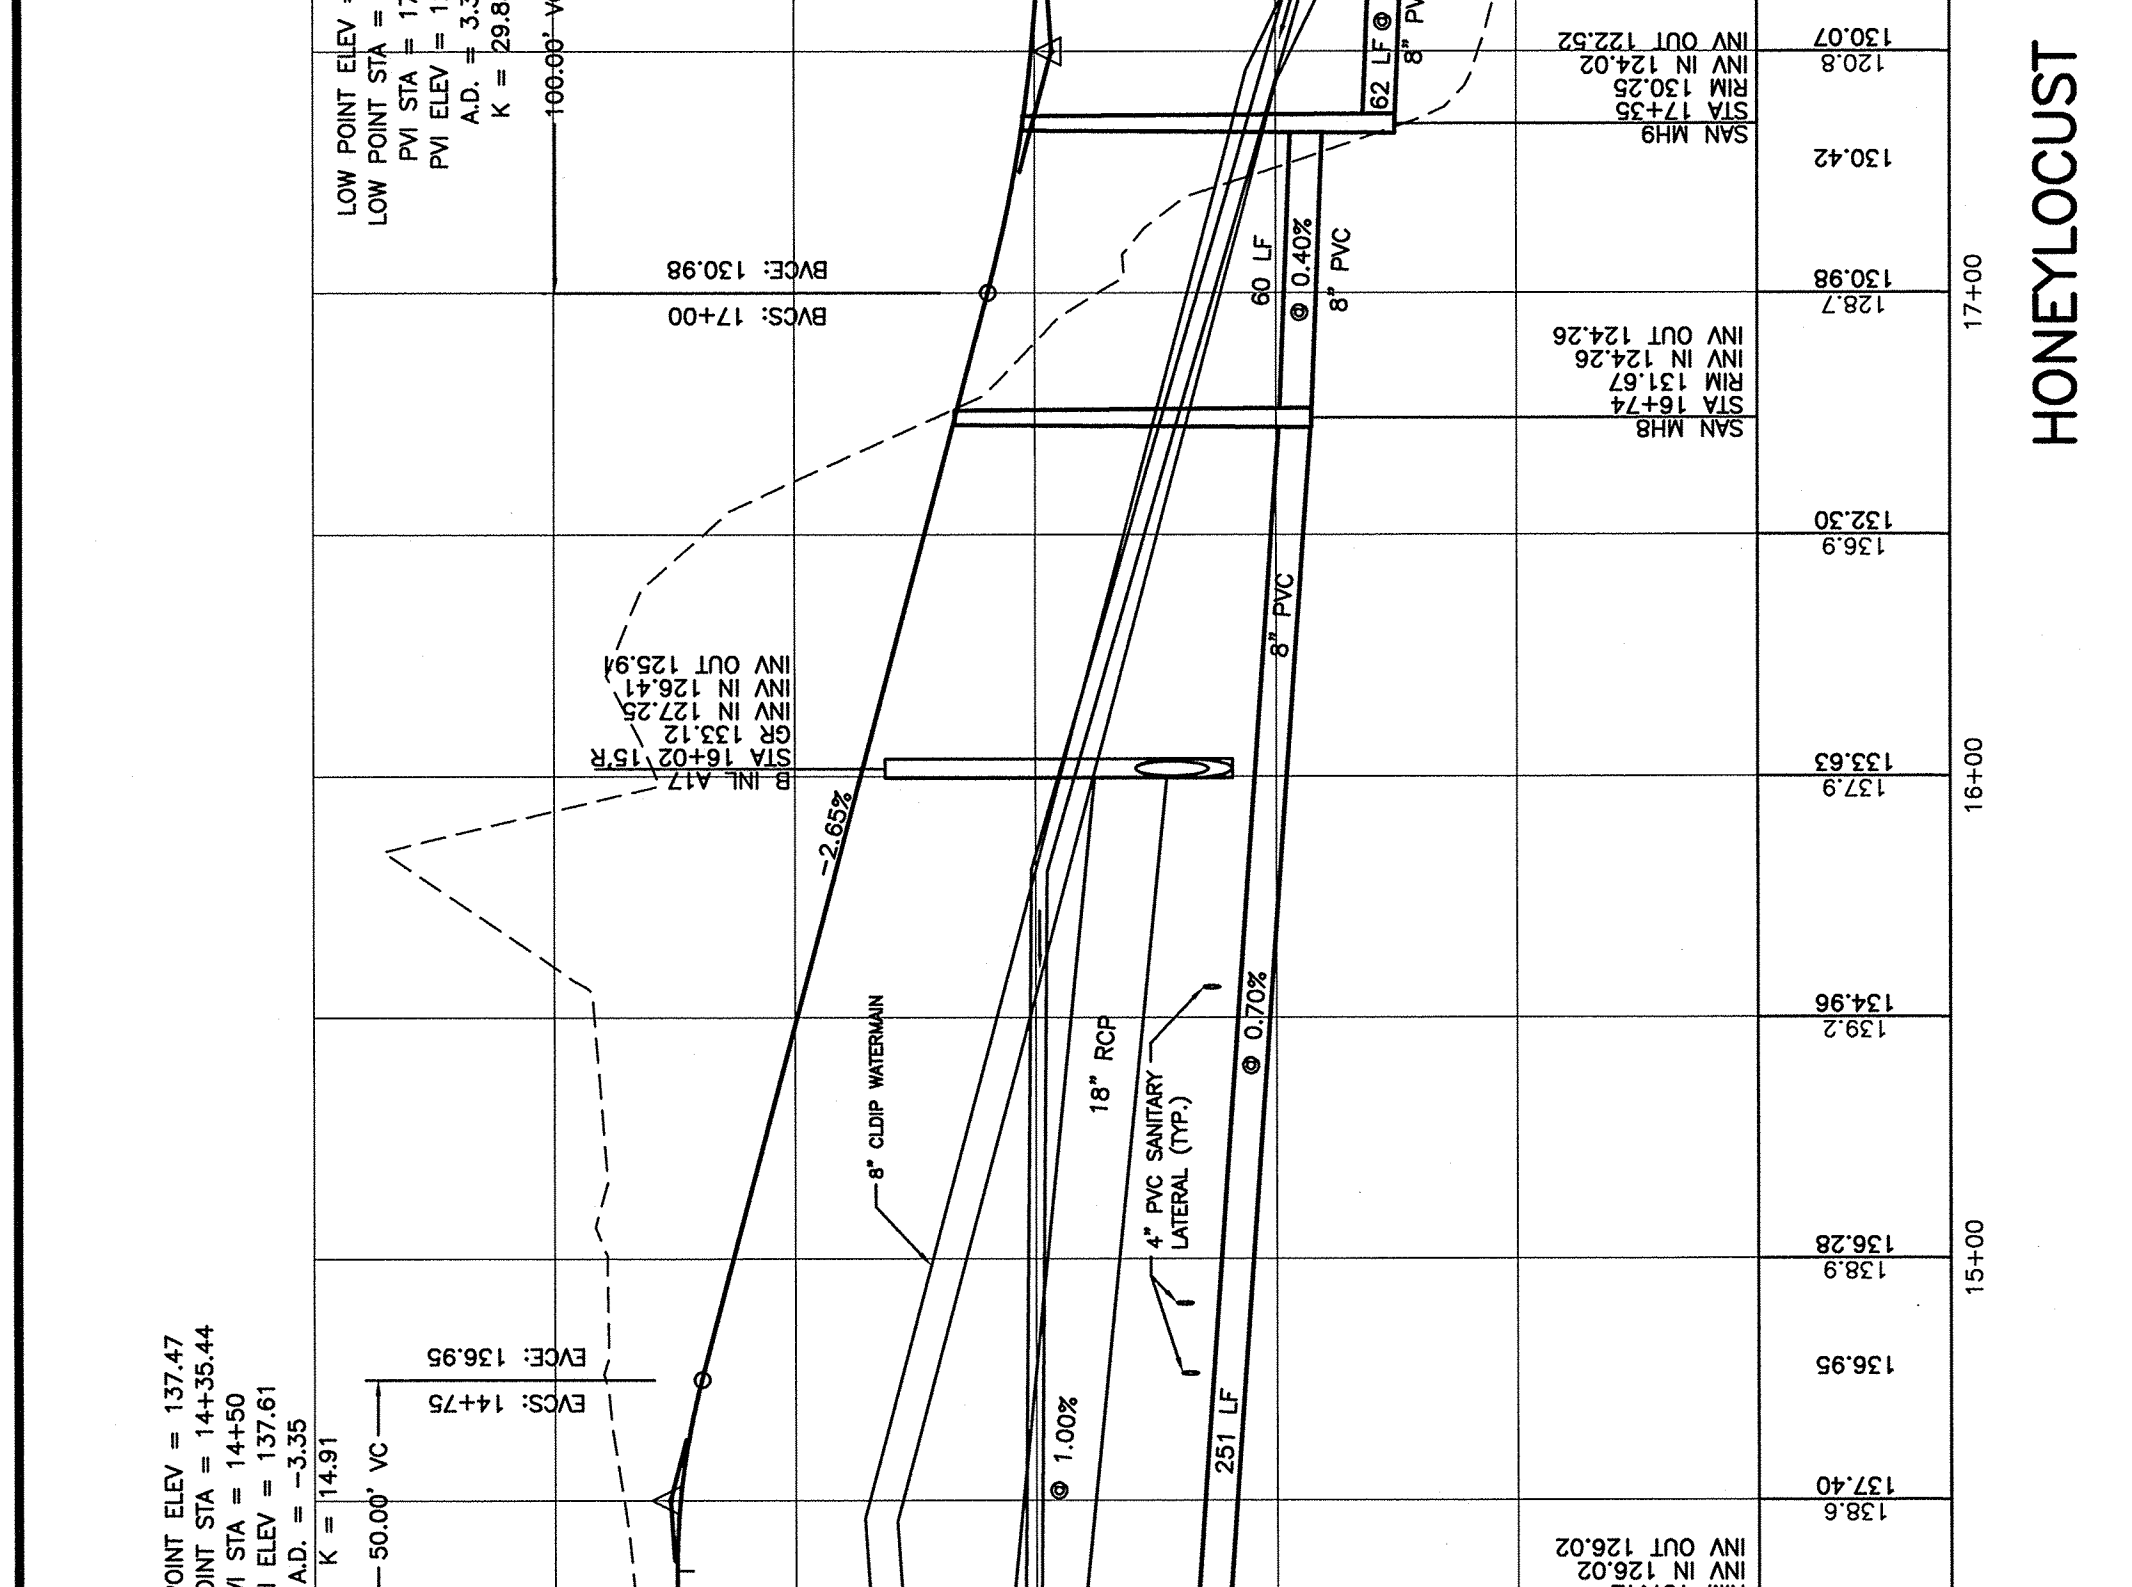 LOW POINT ELEV =
LOW POINT STA =
PVI STA = 17
PVI ELEV =
A.D. = 3.3
K = 29.8
100.00'
BVCS: 17+00
BVCE: 130.98
POINT ELEV = 137.47
OINT STA = 14+35.44
VI STA = 14+50
I ELEV = 137.61
A.D. = -3.35
K = 14.91
50.00' VC
EVCS: 14+75
EVCE: 136.95
-2.65%
B INL A17
STA 16+02 15'R
GR 133.12
INV IN 127.25
INV IN 126.41
INV OUT 125.91
8" CLDIP WATERMAIN
18" RCP
@ 1.00%
4" PVC SANITARY
LATERAL (TYP.)
251 LF
@ 0.70%
8" PVC
60 LF
@ 0.40%
8" PVC
62 LF @
8"
SAN MH9
STA 17+35
RIM 130.25
INV IN 124.02
INV OUT 122.52
SAN MH8
STA 16+74
RIM 131.67
INV IN 124.26
INV OUT 124.26
INV IN 126.02
INV OUT 126.02
138.6
137.40
136.95
138.9
136.28
139.2
134.96
137.9
133.63
136.9
132.30
128.7
130.98
130.42
120.8
130.07
15+00
16+00
17+00
HONEYLOCUST